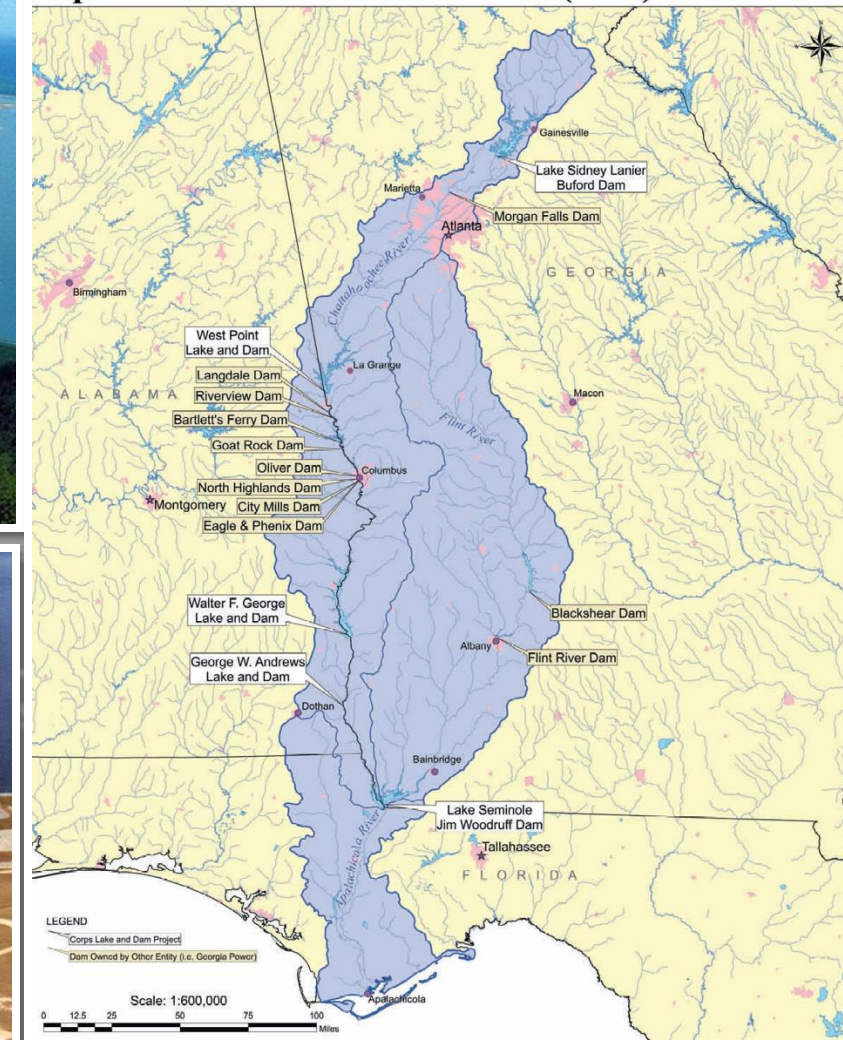 Gainesville
Lake Sidney Lanier
Buford Dam
Marietta
Morgan Falls Dam
Atlanta
Chattahoochee River
GEORGIA
Birmingham
West Point
Lake and Dam
La Grange
Langdale Dam
ALABAMA
Riverview Dam
Macon
Bartlett's Ferry Dam
Flint River
Goat Rock Dam
Oliver Dam
Columbus
North Highlands Dam
Montgomery
City Mills Dam
Eagle & Phenix Dam
Walter F. George
Lake and Dam
Blackshear Dam
Albany
Flint River Dam
George W. Andrews
Lake and Dam
Dothan
Bainbridge
Lake Seminole
Jim Woodruff Dam
Apalachicola River
Tallahassee
FLORIDA
LEGEND
Corps Lake and Dam Project
Dam Owned by Other Entity (i.e. Georgia Power)
Scale: 1:600,000
Apalachicola
0 12.5 25 50 75 100
Miles